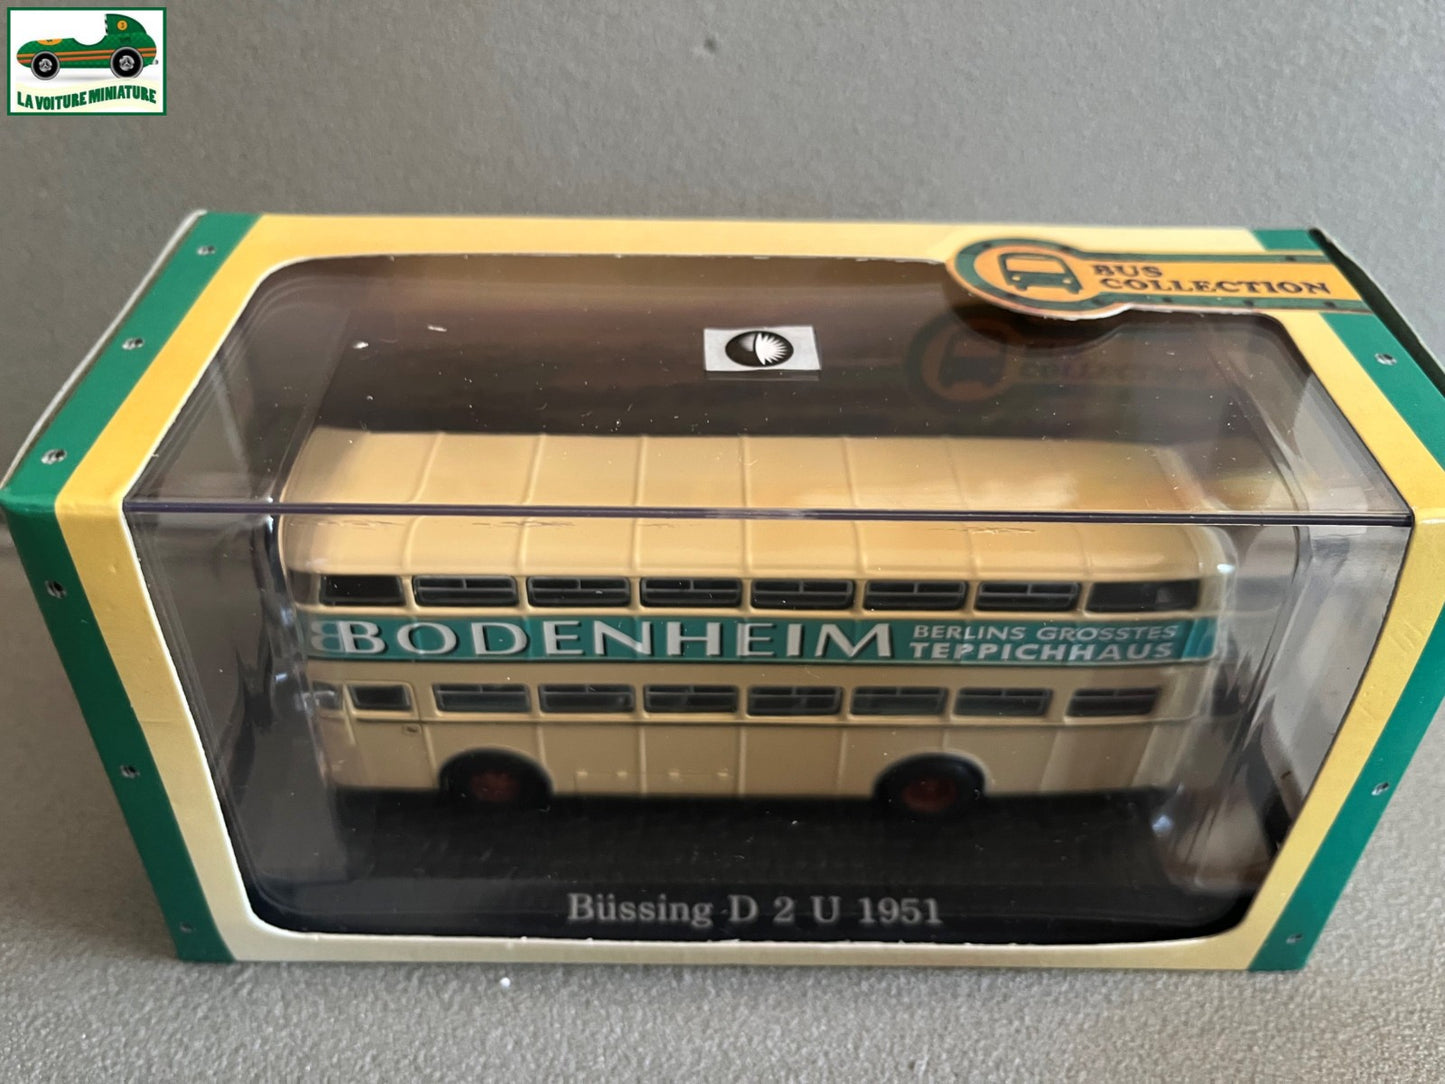 LA VOITURE MINIATURE
BUS
COLLECTION
BODENHEIM
BERLINS GROSSTES
TEPPICHHAUS
Büssing D 2 U 1951